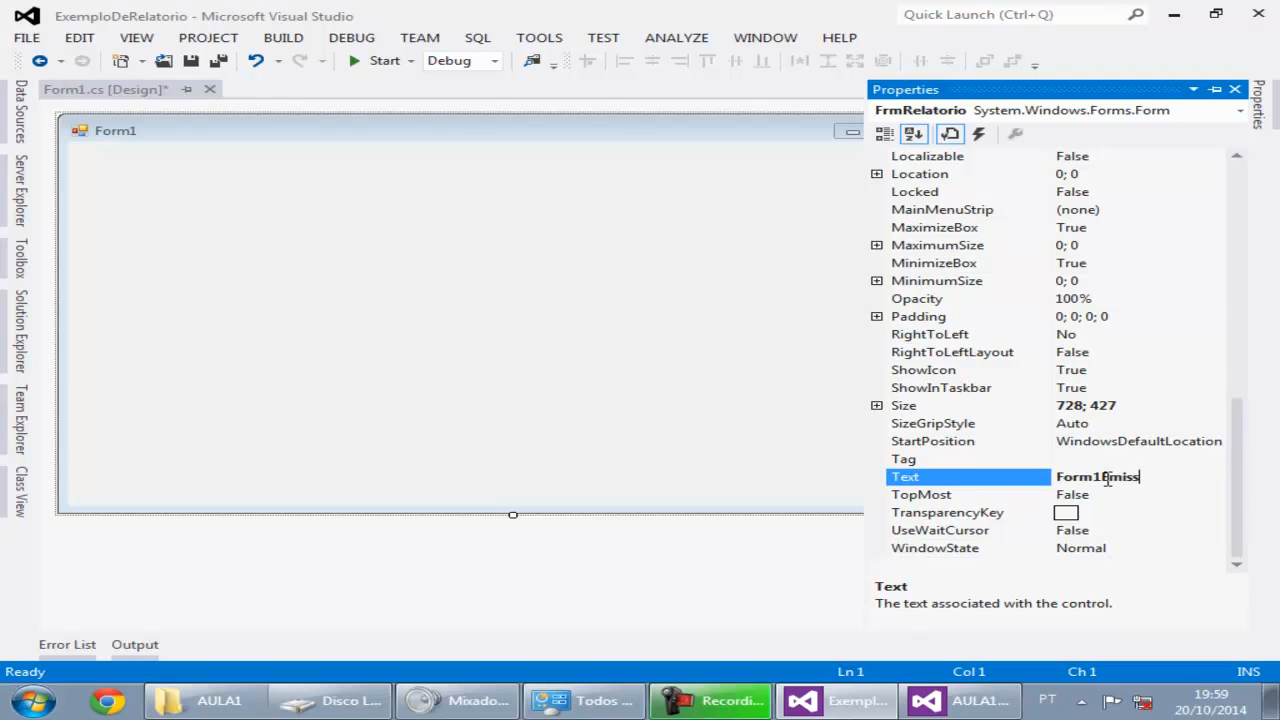 ExemploDeRelatorio - Microsoft Visual Studio
Quick Launch (Ctrl+Q)
FILE EDIT VIEW PROJECT BUILD DEBUG TEAM SQL TOOLS TEST ANALYZE WINDOW HELP
Start Debug
Data Sources
Server Explorer
Toolbox
Solution Explorer
Team Explorer
Class View
Form1.cs [Design]*
Form1
Properties
Properties
FrmRelatorio System.Windows.Forms.Form
Localizable False
Location 0; 0
Locked False
MainMenuStrip (none)
MaximizeBox True
MaximumSize 0; 0
MinimizeBox True
MinimumSize 0; 0
Opacity 100%
Padding 0; 0; 0; 0
RightToLeft No
RightToLeftLayout False
ShowIcon True
ShowInTaskbar True
Size 728; 427
SizeGripStyle Auto
StartPosition WindowsDefaultLocation
Tag
Text Form1Emiss
TopMost False
TransparencyKey
UseWaitCursor False
WindowState Normal
Text
The text associated with the control.
Error List Output
Ready Ln 1 Col 1 Ch 1 INS
AULA1 Disco L... Mixado... Todos ... Recordi... Exempl... AULA1... PT 19:59
20/10/2014